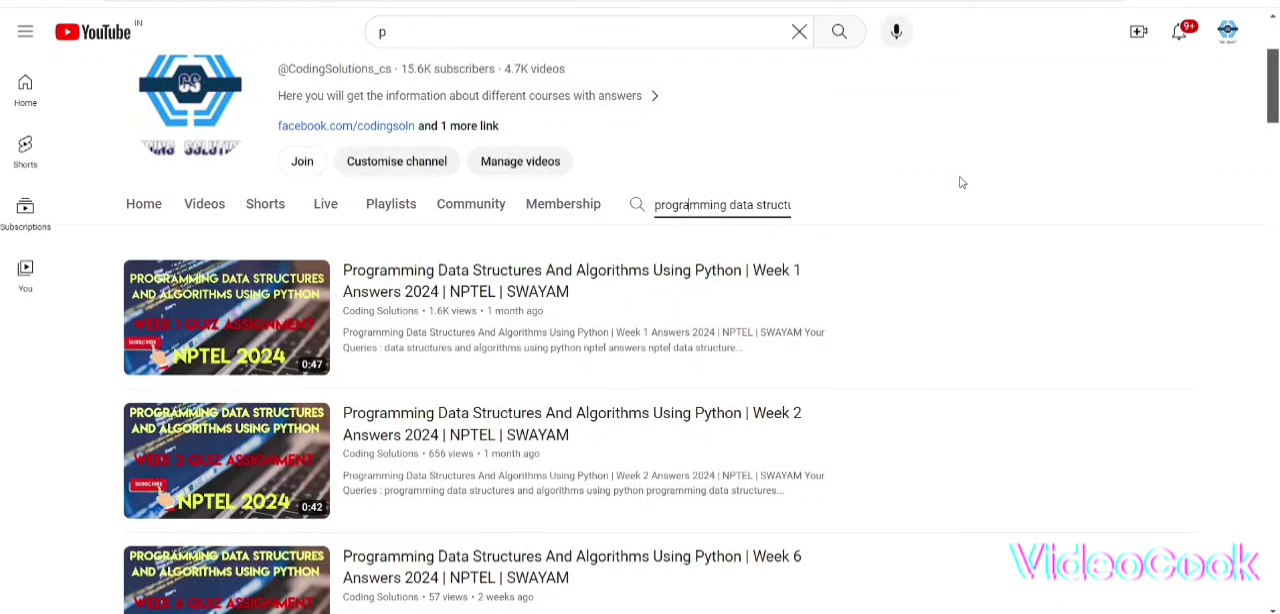 YouTube IN
p
9+
@CodingSolutions_cs · 15.6K subscribers · 4.7K videos
Here you will get the information about different courses with answers
facebook.com/codingsoln and 1 more link
Join Customise channel Manage videos
Home Videos Shorts Live Playlists Community Membership programming data structu
Home
Shorts
Subscriptions
You
CS
PROGRAMMING DATA STRUCTURES
AND ALGORITHMS USING PYTHON
WEEK 1 QUIZ ASSIGNMENT
SUBSCRIBE
NPTEL 2024
0:47
Programming Data Structures And Algorithms Using Python | Week 1
Answers 2024 | NPTEL | SWAYAM
Coding Solutions • 1.6K views • 1 month ago
Programming Data Structures And Algorithms Using Python | Week 1 Answers 2024 | NPTEL | SWAYAM Your
Queries : data structures and algorithms using python nptel answers nptel data structure...
PROGRAMMING DATA STRUCTURES
AND ALGORITHMS USING PYTHON
WEEK 2 QUIZ ASSIGNMENT
SUBSCRIBE
NPTEL 2024
0:42
Programming Data Structures And Algorithms Using Python | Week 2
Answers 2024 | NPTEL | SWAYAM
Coding Solutions • 656 views • 1 month ago
Programming Data Structures And Algorithms Using Python | Week 2 Answers 2024 | NPTEL | SWAYAM Your
Queries : programming data structures and algorithms using python programming data structures...
PROGRAMMING DATA STRUCTURES
AND ALGORITHMS USING PYTHON
WEEK 6 QUIZ ASSIGNMENT
Programming Data Structures And Algorithms Using Python | Week 6
Answers 2024 | NPTEL | SWAYAM
Coding Solutions • 57 views • 2 weeks ago
VideoCook